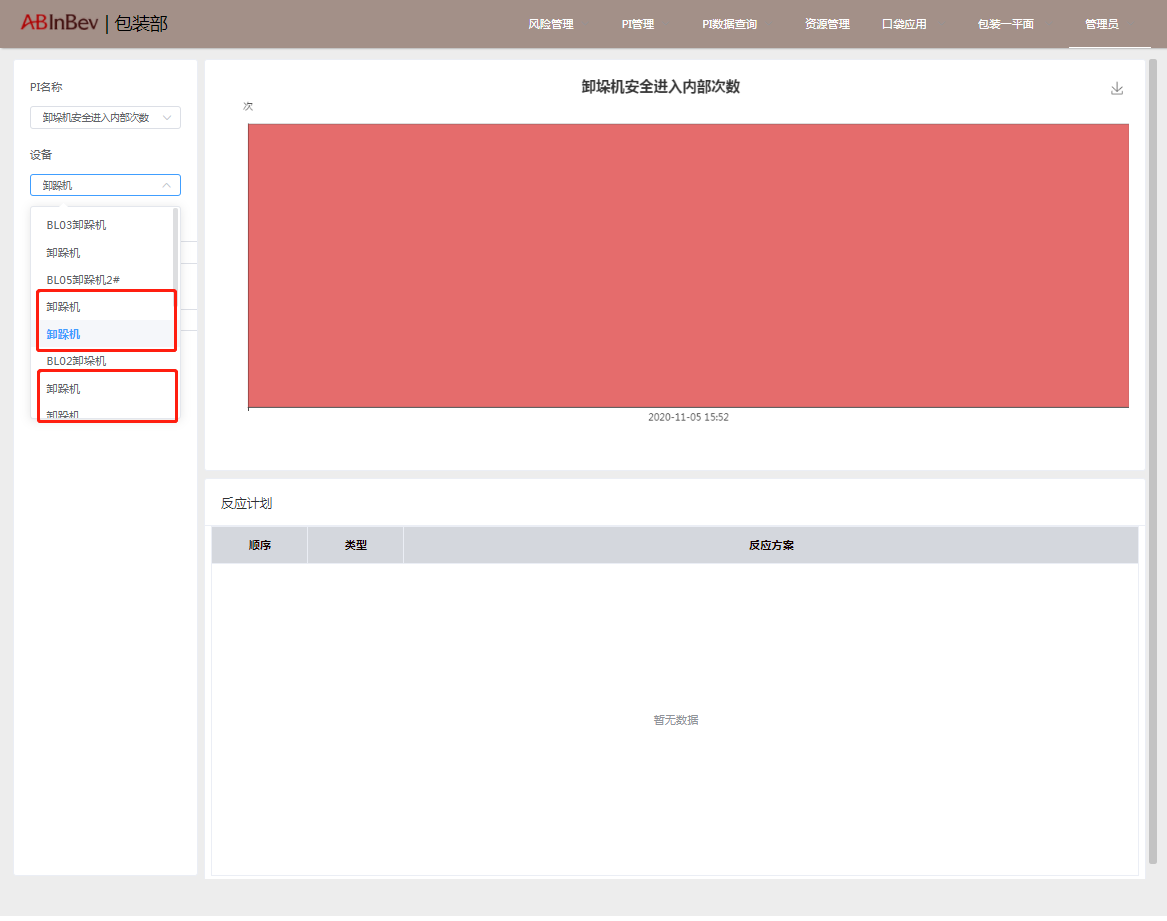 ABInBev | 包装部
风险管理 PI管理 PI数据查询 资源管理 口袋应用 包装一平面 管理员
PI名称
卸垛机安全进入内部次数
设备
卸跺机
BL03卸跺机
卸跺机
BL05卸跺机2#
卸跺机
卸跺机
BL02卸垛机
卸跺机
卸跺机
卸垛机安全进入内部次数
次
2020-11-05 15:52
反应计划
顺序 类型 反应方案
暂无数据